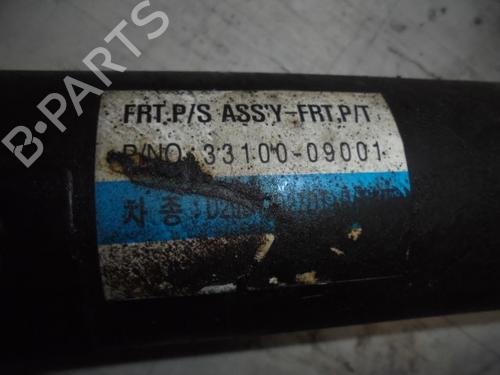 B-PARTS
FRT.P/S ASS'Y-FRT.P/T
P/NO: 33100-09001
차 종 :